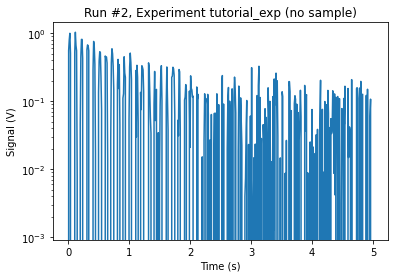 Run #2, Experiment tutorial_exp (no sample)
Signal (V)
10⁰
10⁻¹
10⁻²
10⁻³
0 1 2 3 4 5
Time (s)